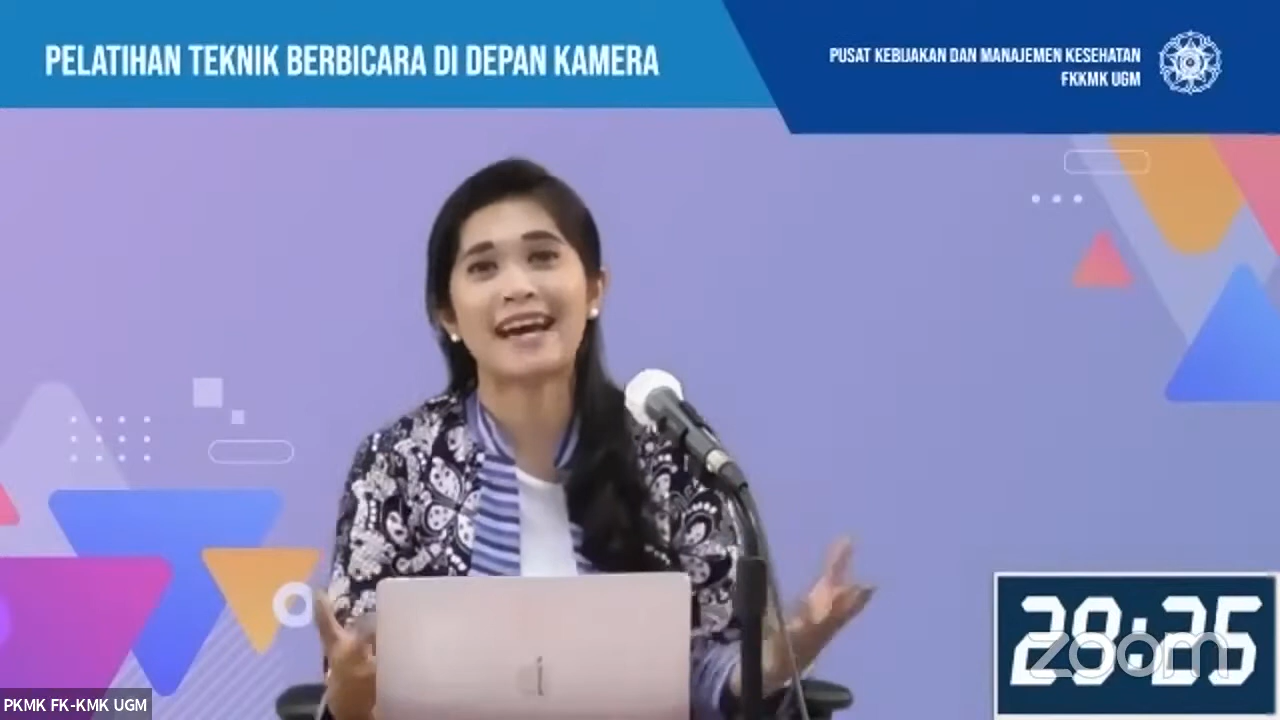 PELATIHAN TEKNIK BERBICARA DI DEPAN KAMERA
PUSAT KEBIJAKAN DAN MANAJEMEN KESEHATAN
FKKMK UGM
28:25
zoom
PKMK FK-KMK UGM